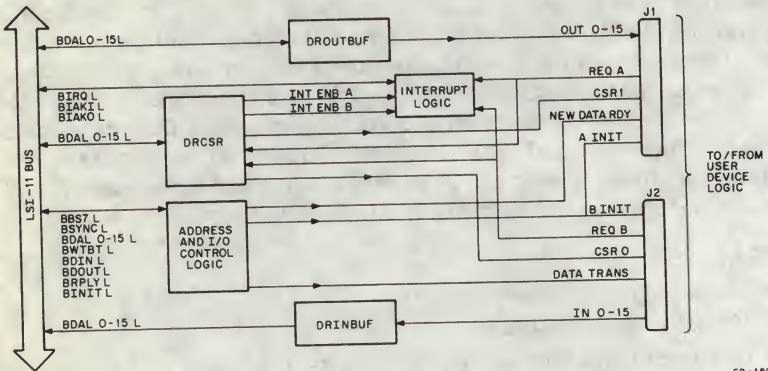 J1
BDAL0-15L
DROUTBUF
OUT 0-15
BIRQ L
BIAKI L
BIAKO L
INT ENB A
INT ENB B
INTERRUPT
LOGIC
REQ A
CSR1
BDAL 0-15 L
DRCSR
NEW DATA RDY
A INIT
LSI-11 BUS
TO/FROM
USER
DEVICE
LOGIC
J2
BBS7 L
BSYNC L
BDAL 0-15 L
BWTBT L
BDIN L
BDOUT L
BRPLY L
BINIT L
ADDRESS
AND I/O
CONTROL
LOGIC
B INIT
REQ B
CSR 0
DATA TRANS
BDAL 0-15 L
DRINBUF
IN 0-15